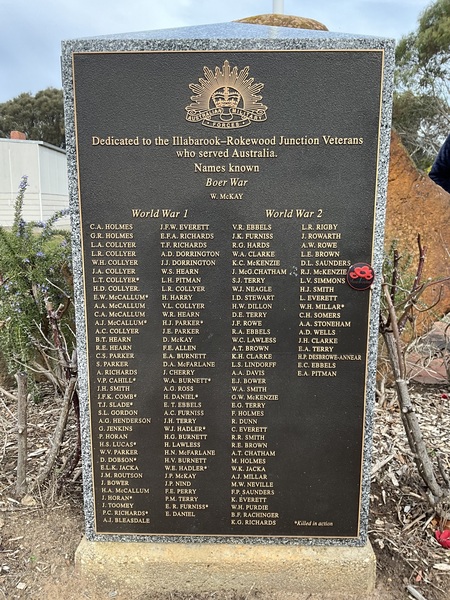 AUSTRALIAN MILITARY
FORCES
Dedicated to the Illabarook–Rokewood Junction Veterans
who served Australia.
Names known
Boer War
W. McKAY
World War 1
C.A. HOLMES
G.R. HOLMES
L.A. COLLYER
L.R. COLLYER
W.H. COLLYER
J.A. COLLYER
L.T. COLLYER*
H.D. COLLYER
E.W. McCALLUM*
A.A. McCALLUM
C.A. McCALLUM
A.J. McCALLUM*
A.C. COLLYER
B.T. HEARN
R.E. HEARN
C.S. PARKER
S. PARKER
A. RICHARDS
V.P. CAHILL*
J.H. SMITH
J.F.K. COMB*
T.J. SLADE*
S.L. GORDON
A.G. HENDERSON
G. JENKINS
P. HORAN
H.S. LUCAS*
W.V. PARKER
D. DOBSON*
E.L.K. JACKA
J.M. ROUTSON
J. BOWER
H.A. McCALLUM
J. HORAN*
J. TOOMEY
P.C. RICHARDS*
A.J. BLEASDALE
J.F.W. EVERETT
E.F.A. RICHARDS
T.F. RICHARDS
A.D. DORRINGTON
J.J. DORRINGTON
W.S. HEARN
L.H. PITMAN
L.R. PITMAN
H. HARRY
V.L. COLLYER
W.R. HEARN
H.J. PARKER*
J.E. PARKER
D. McKAY
F.E. ALLEN
E.A. BURNETT
D.A. McFARLANE
J. CHERRY
W.A. BURNETT*
A.G. ROSS
H. DANIEL*
E.T. EBBELS
A.C. FURNISS
J.H. TERRY
W.J. HADLER*
H.G. BURNETT
H. LAWLESS
H.N. McFARLANE
H.V. BURNETT
W.E. HADLER*
J.P. McKAY
J.P. NIND
F.E. PERRY
P.M. TERRY
E.R. FURNISS*
E. DANIEL
World War 2
V.R. EBBELS
J.K. FURNISS
R.G. HARDS
W.A. CLARKE
K.C. McKENZIE
J. McG.CHATHAM
S.J. TERRY
W.J. NEAGLE
I.D. STEWART
H.W. DILLON
D.E. TERRY
J.F. ROWE
R.A. EBBELS
W.C. LAWLESS
A.T. BROWN
K.H. CLARKE
L.S. LINDORFF
A.A. DAVIS
E.J. BOWER
W.A. SMITH
G.W. McKENZIE
E.G. TERRY
F. HOLMES
R. DUNN
C. EVERETT
R.R. SMITH
R.E. BROWN
A.T. CHATHAM
M. HOLMES
W.K. JACKA
A.J. MILLAR
M.W. NEVILLE
F.P. SAUNDERS
K. EVERETT
W.H. PURDIE
B.F. RACHINGER
K.G. RICHARDS
L.R. RIGBY
J. ROWARTH
A.W. ROWE
L.E. BROWN
D.L. SAUNDERS
R.J. McKENZIE
L.V. SIMMONS
H.J. SMITH
L. EVERETT
W.H. MILLAR*
C.H. SOMERS
A.A. STONEHAM
A.D. WELLS
J.H. CLARKE
E.A. TERRY
H.P. DESBROWE-ANNEAR
E.C. EBBELS
E.A. PITMAN
*Killed in action